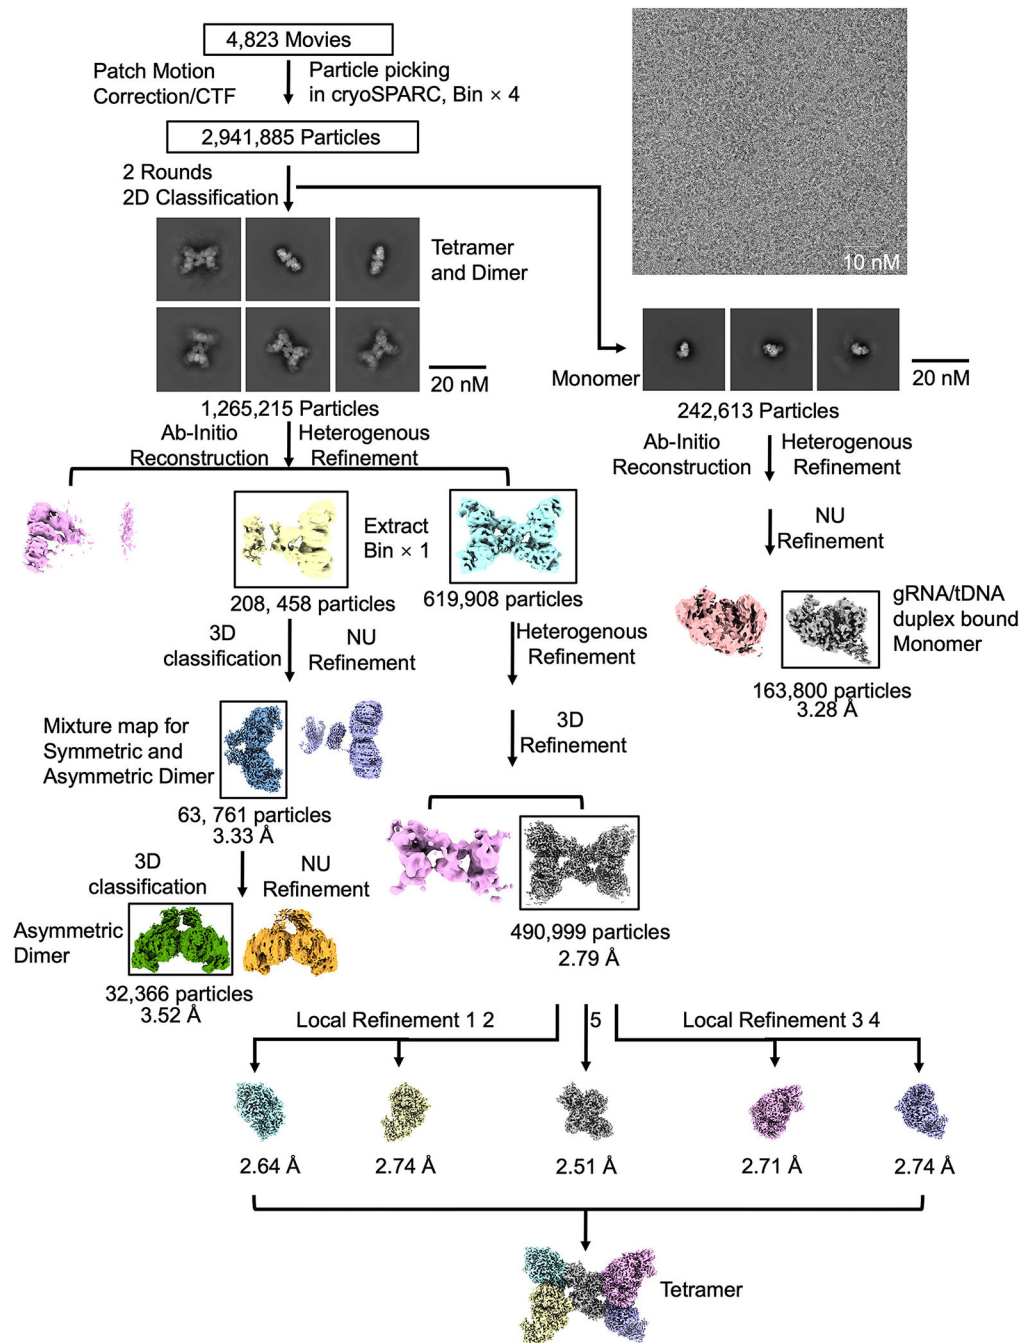 4,823 Movies
Patch Motion
Correction/CTF
Particle picking
in cryoSPARC, Bin × 4
2,941,885 Particles
2 Rounds
2D Classification
10 nM
Tetramer
and Dimer
20 nM
1,265,215 Particles
Monomer
20 nM
242,613 Particles
Ab-Initio
Reconstruction
Heterogenous
Refinement
Ab-Initio
Reconstruction
Heterogenous
Refinement
NU
Refinement
Extract
Bin × 1
208, 458 particles
619,908 particles
gRNA/tDNA
duplex bound
Monomer
163,800 particles
3.28 Å
3D
classification
NU
Refinement
Heterogenous
Refinement
3D
Refinement
Mixture map for
Symmetric and
Asymmetric Dimer
63, 761 particles
3.33 Å
3D
classification
NU
Refinement
Asymmetric
Dimer
32,366 particles
3.52 Å
490,999 particles
2.79 Å
Local Refinement 1 2
5
Local Refinement 3 4
2.64 Å
2.74 Å
2.51 Å
2.71 Å
2.74 Å
Tetramer